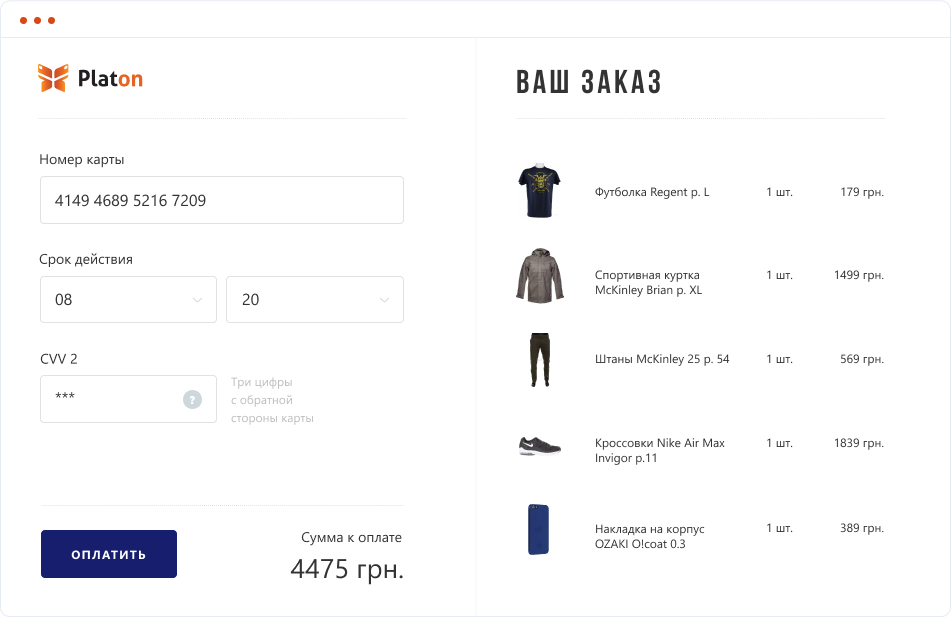 Platon
Номер карты
4149 4689 5216 7209
Срок действия
08
20
CVV 2
***
?
Три цифры
с обратной
стороны карты
ОПЛАТИТЬ
Сумма к оплате
4475 грн.
ВАШ ЗАКАЗ
Футболка Regent р. L
1 шт.
179 грн.
Спортивная куртка
McKinley Brian р. XL
1 шт.
1499 грн.
Штаны McKinley 25 р. 54
1 шт.
569 грн.
Кроссовки Nike Air Max
Invigor р.11
1 шт.
1839 грн.
Накладка на корпус
OZAKI O!coat 0.3
1 шт.
389 грн.